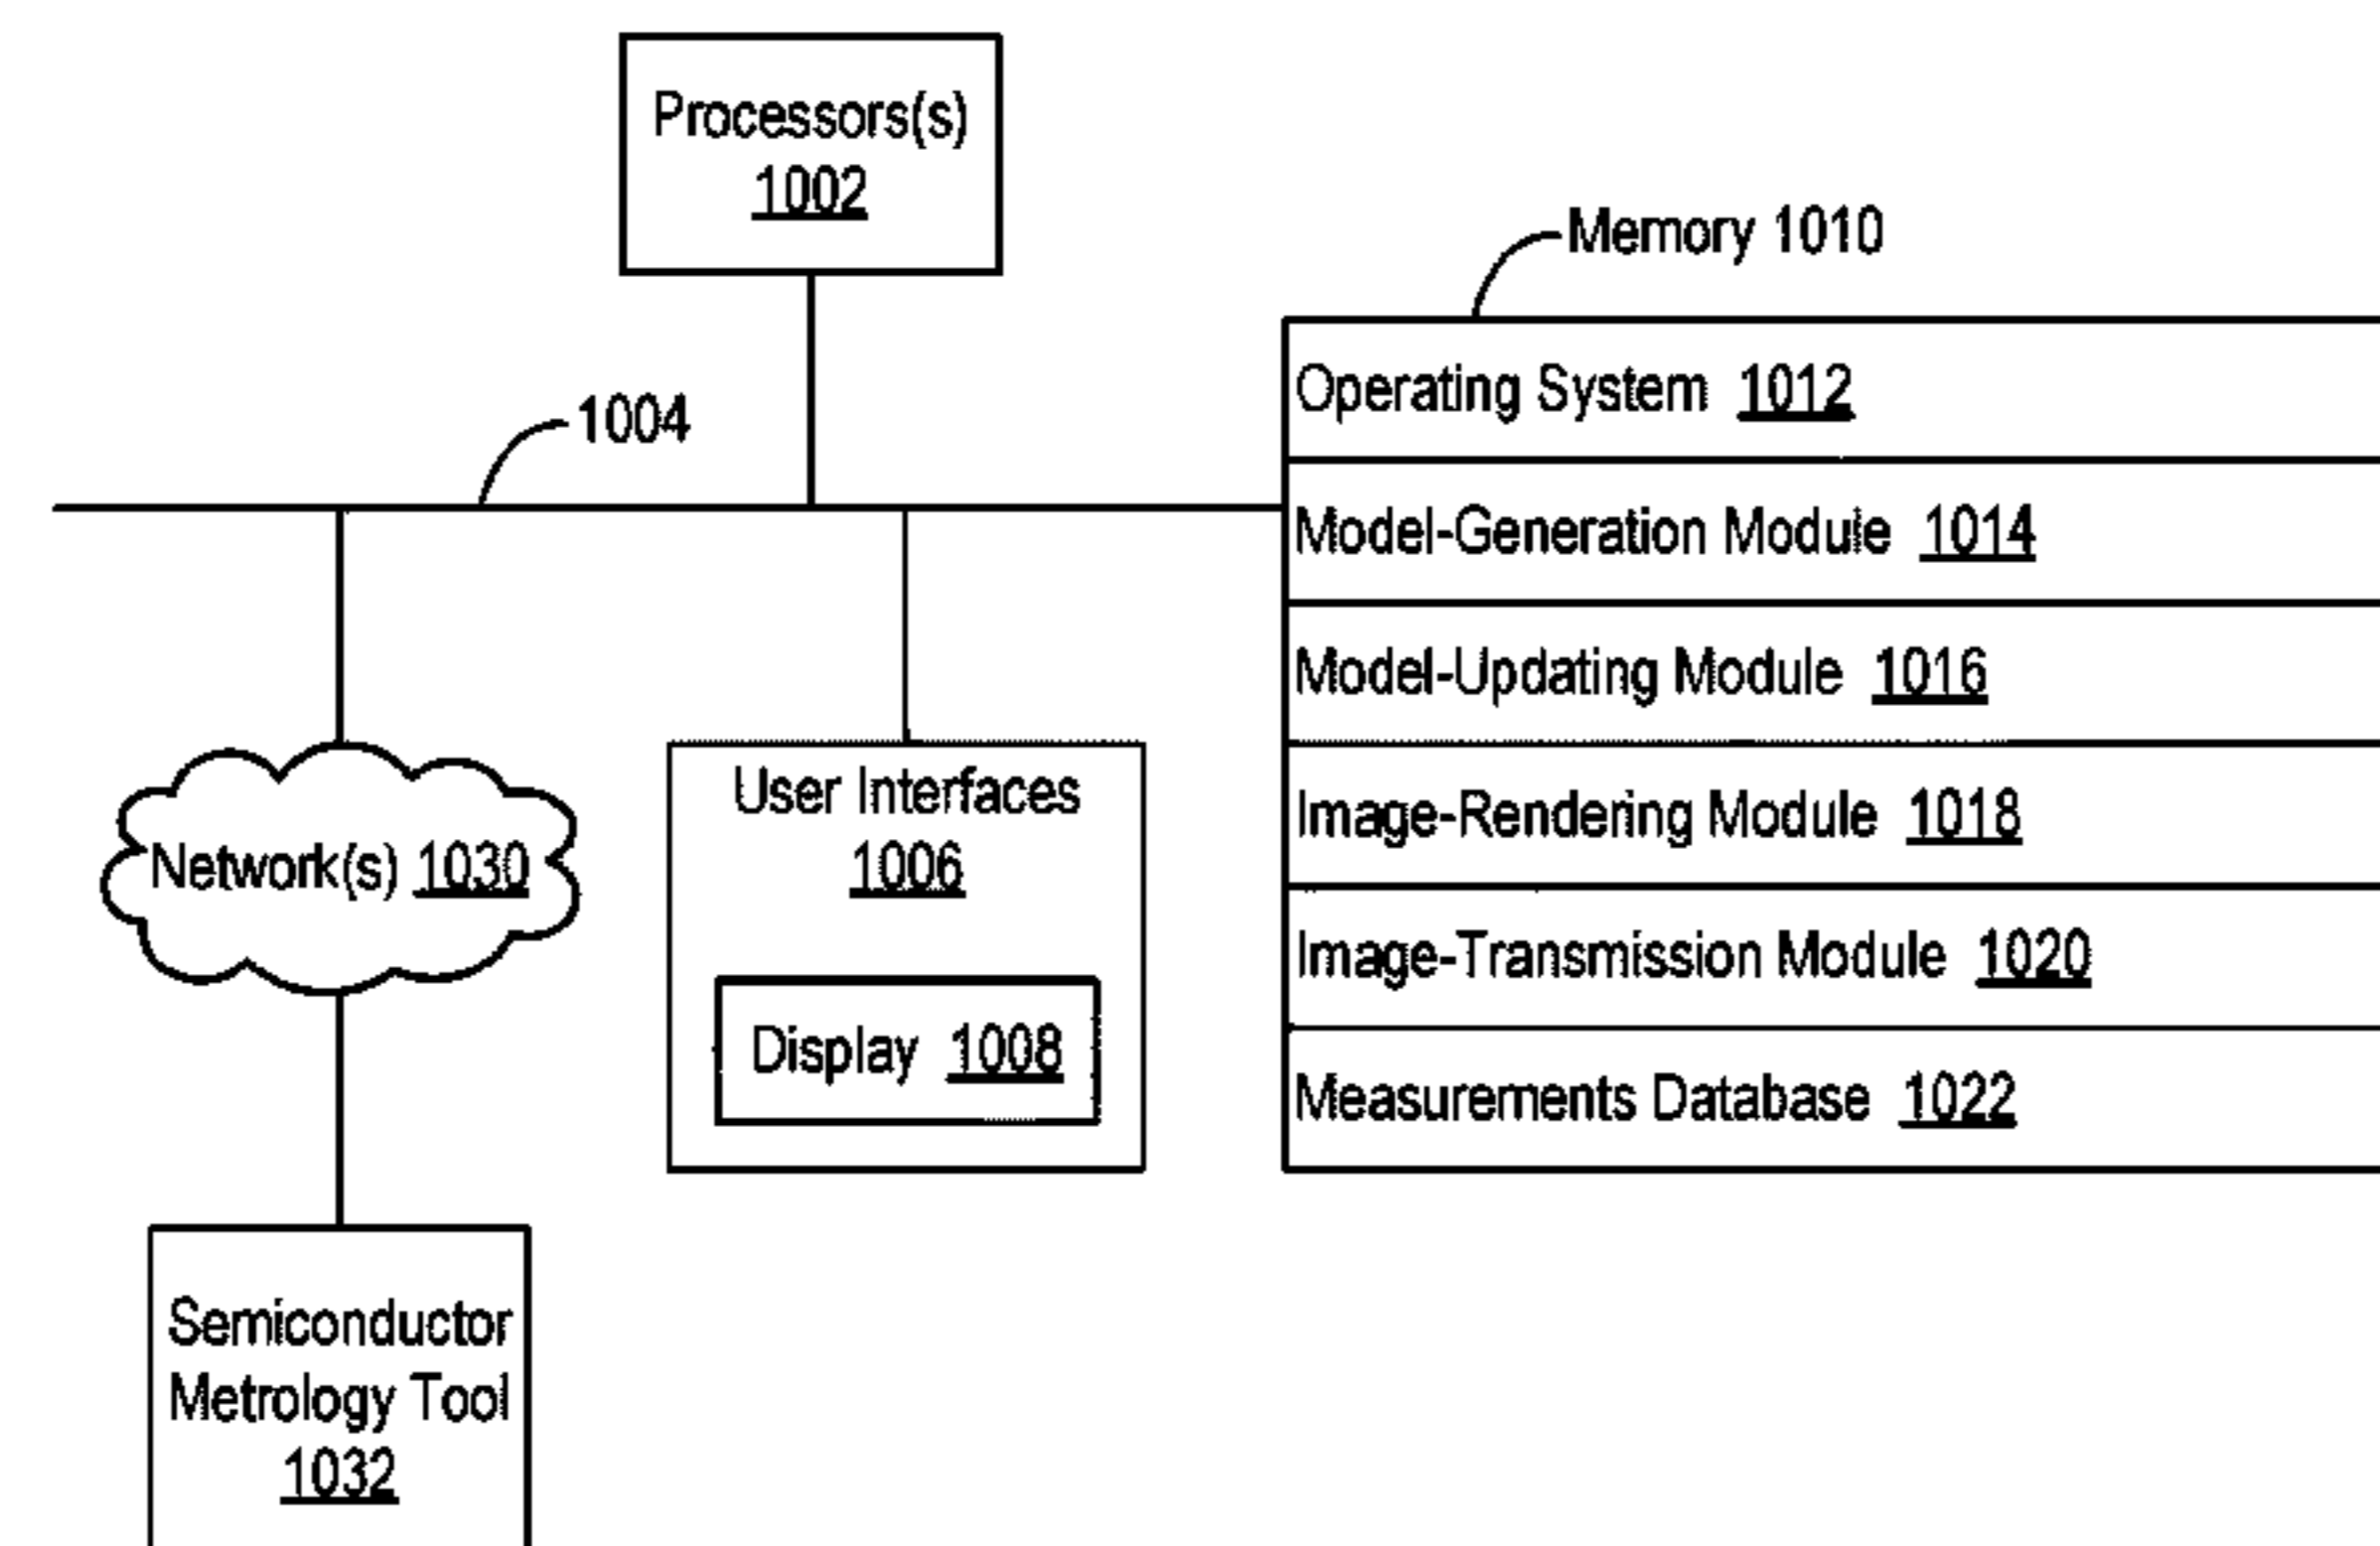 Processors(s)
1002
Memory 1010
1004
Operating System 1012
Model-Generation Module 1014
Model-Updating Module 1016
Image-Rendering Module 1018
Image-Transmission Module 1020
Measurements Database 1022
Network(s) 1030
User Interfaces
1006
Display 1008
Semiconductor
Metrology Tool
1032